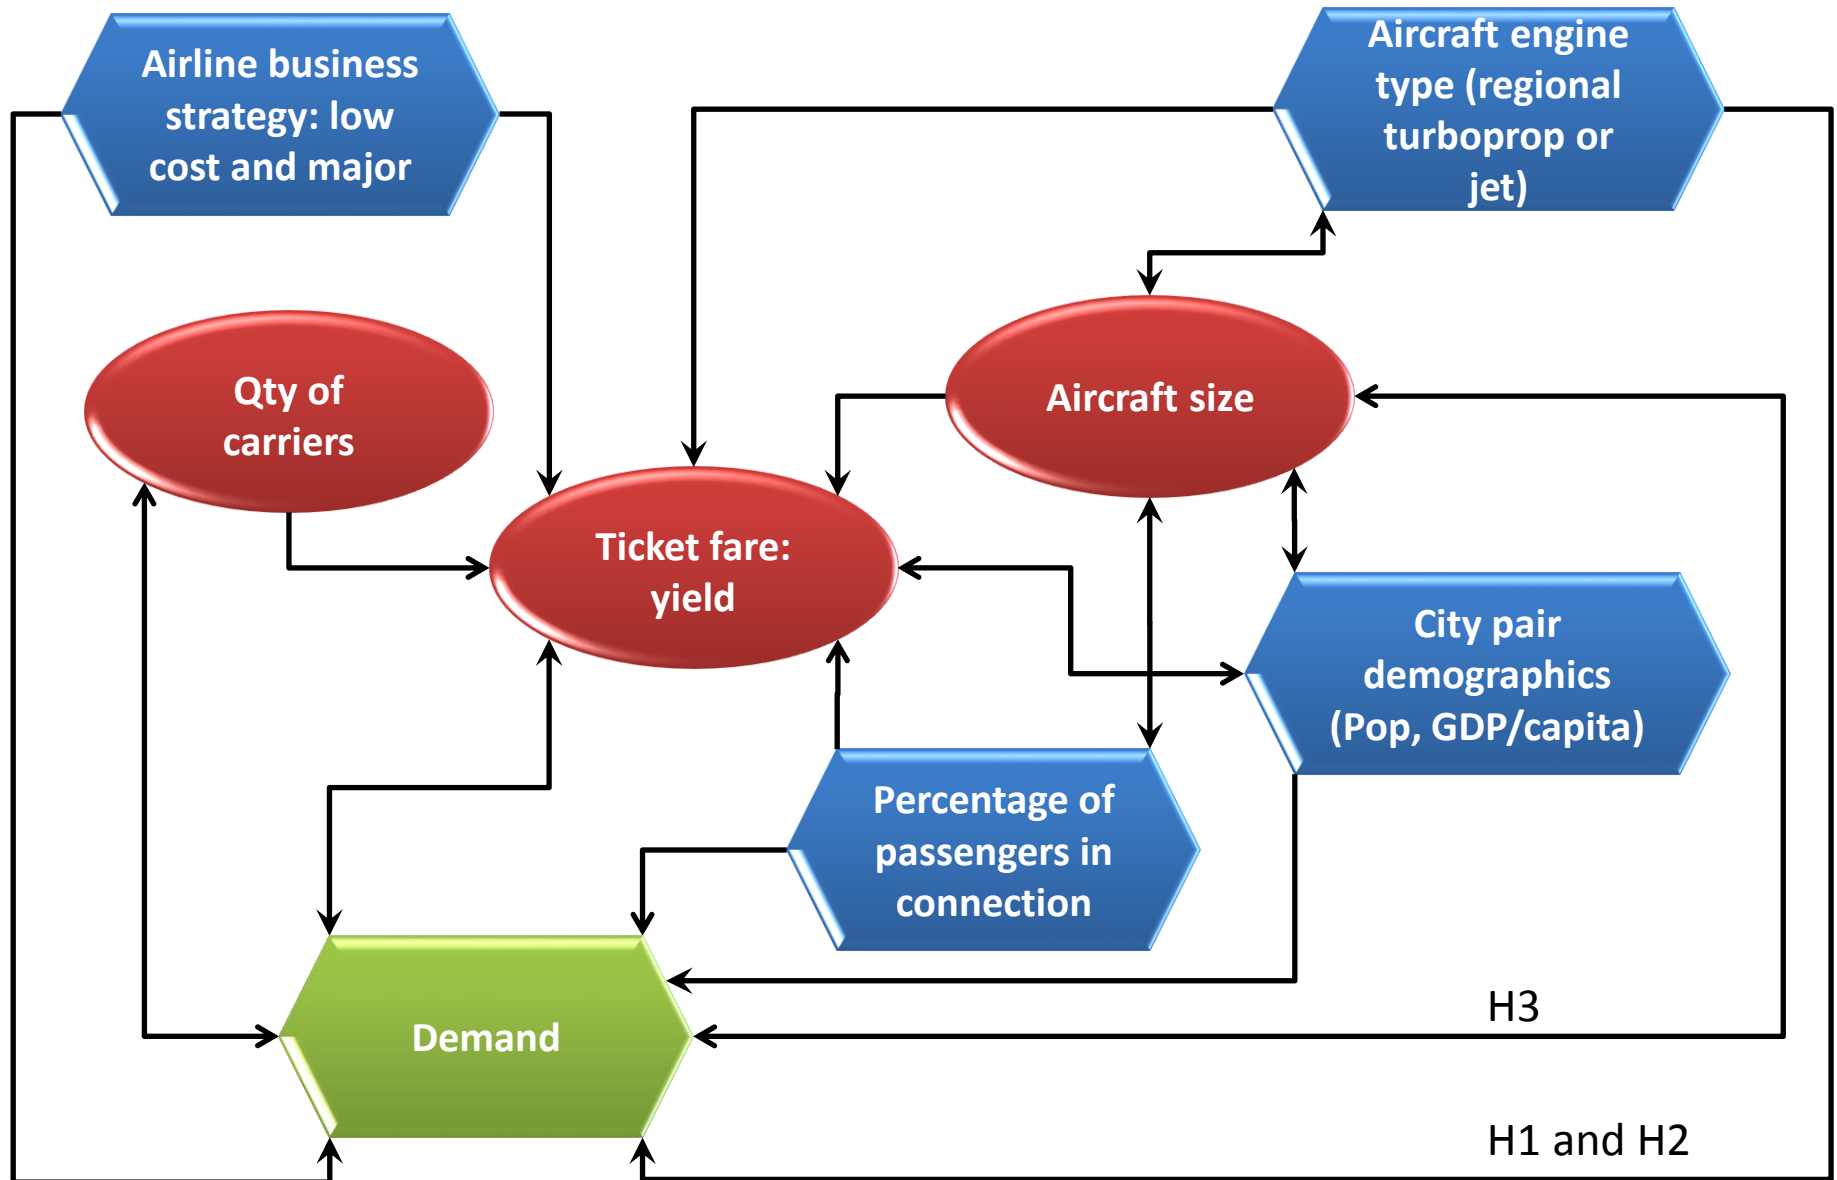 Airline business
strategy: low
cost and major
Aircraft engine
type (regional
turboprop or
jet)
Qty of
carriers
Aircraft size
Ticket fare:
yield
City pair
demographics
(Pop, GDP/capita)
Percentage of
passengers in
connection
H3
Demand
H1 and H2